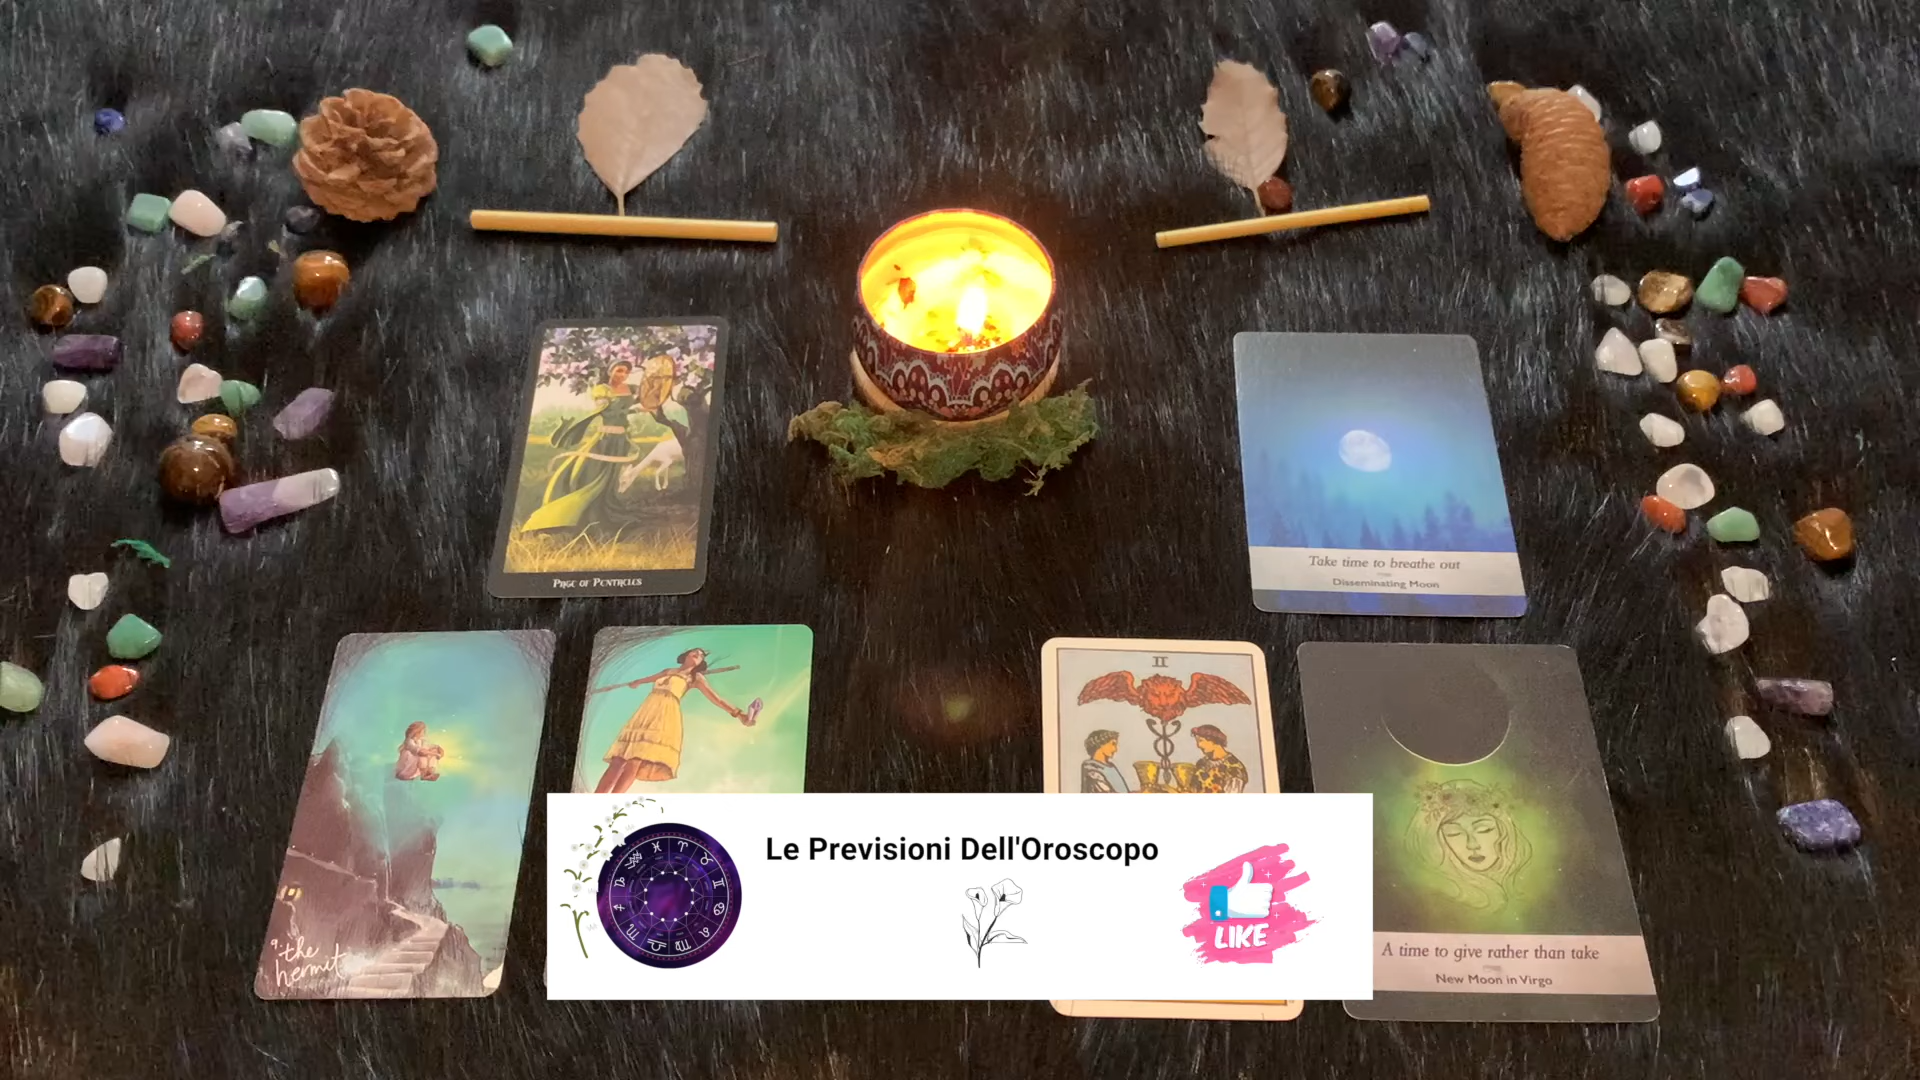 Page of Pentacles
Take time to breathe out
Disseminating Moon
II
9: the
hermit
Le Previsioni Dell'Oroscopo
LIKE
A time to give rather than take
New Moon in Virgo